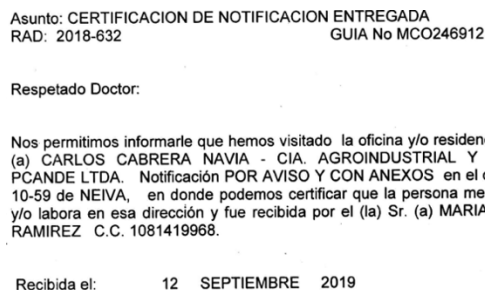 Asunto: CERTIFICACION DE NOTIFICACION ENTREGADA
RAD: 2018-632 GUIA No MCO246912
Respetado Doctor:
Nos permitimos informarle que hemos visitado la oficina y/o
(a) CARLOS CABRERA NAVIA - CIA. AGROINDUSTRIAL Y
PCANDE LTDA. Notificación POR AVISO Y CON ANEXOS en el
10-59 de NEIVA, en donde podemos certificar que la persona
y/o labora en esa dirección y fue recibida por el (la) Sr. (a) MARIA
RAMIREZ C.C. 1081419968.
Recibida el: 12 SEPTIEMBRE 2019